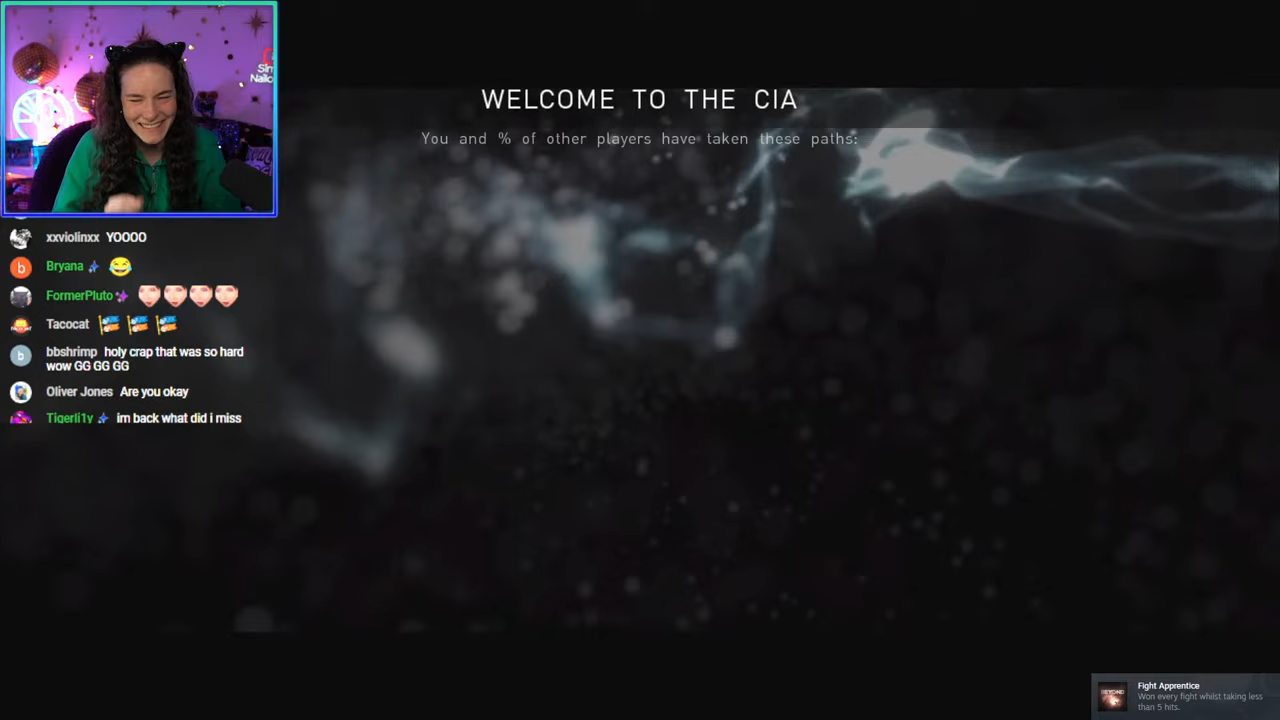 WELCOME TO THE CIA
You and % of other players have taken these paths:
xxviolinxx YOOOO
Bryana
FormerPluto
Tacocat
bbshrimp holy crap that was so hard
wow GG GG GG
Oliver Jones Are you okay
Tigerli1y im back what did i miss
Fight Apprentice
Won every fight whilst taking less
than 5 hits.
BEYOND